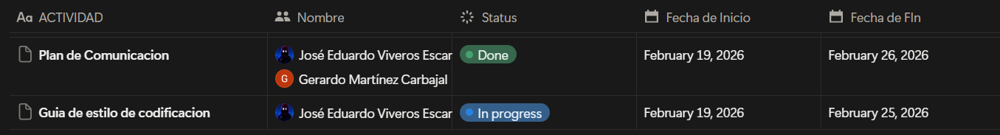 Aa ACTIVIDAD Nombre Status Fecha de Inicio Fecha de FIn
Plan de Comunicacion José Eduardo Viveros Escar Done February 19, 2026 February 26, 2026
G Gerardo Martínez Carbajal
Guia de estilo de codificacion José Eduardo Viveros Escar In progress February 19, 2026 February 25, 2026